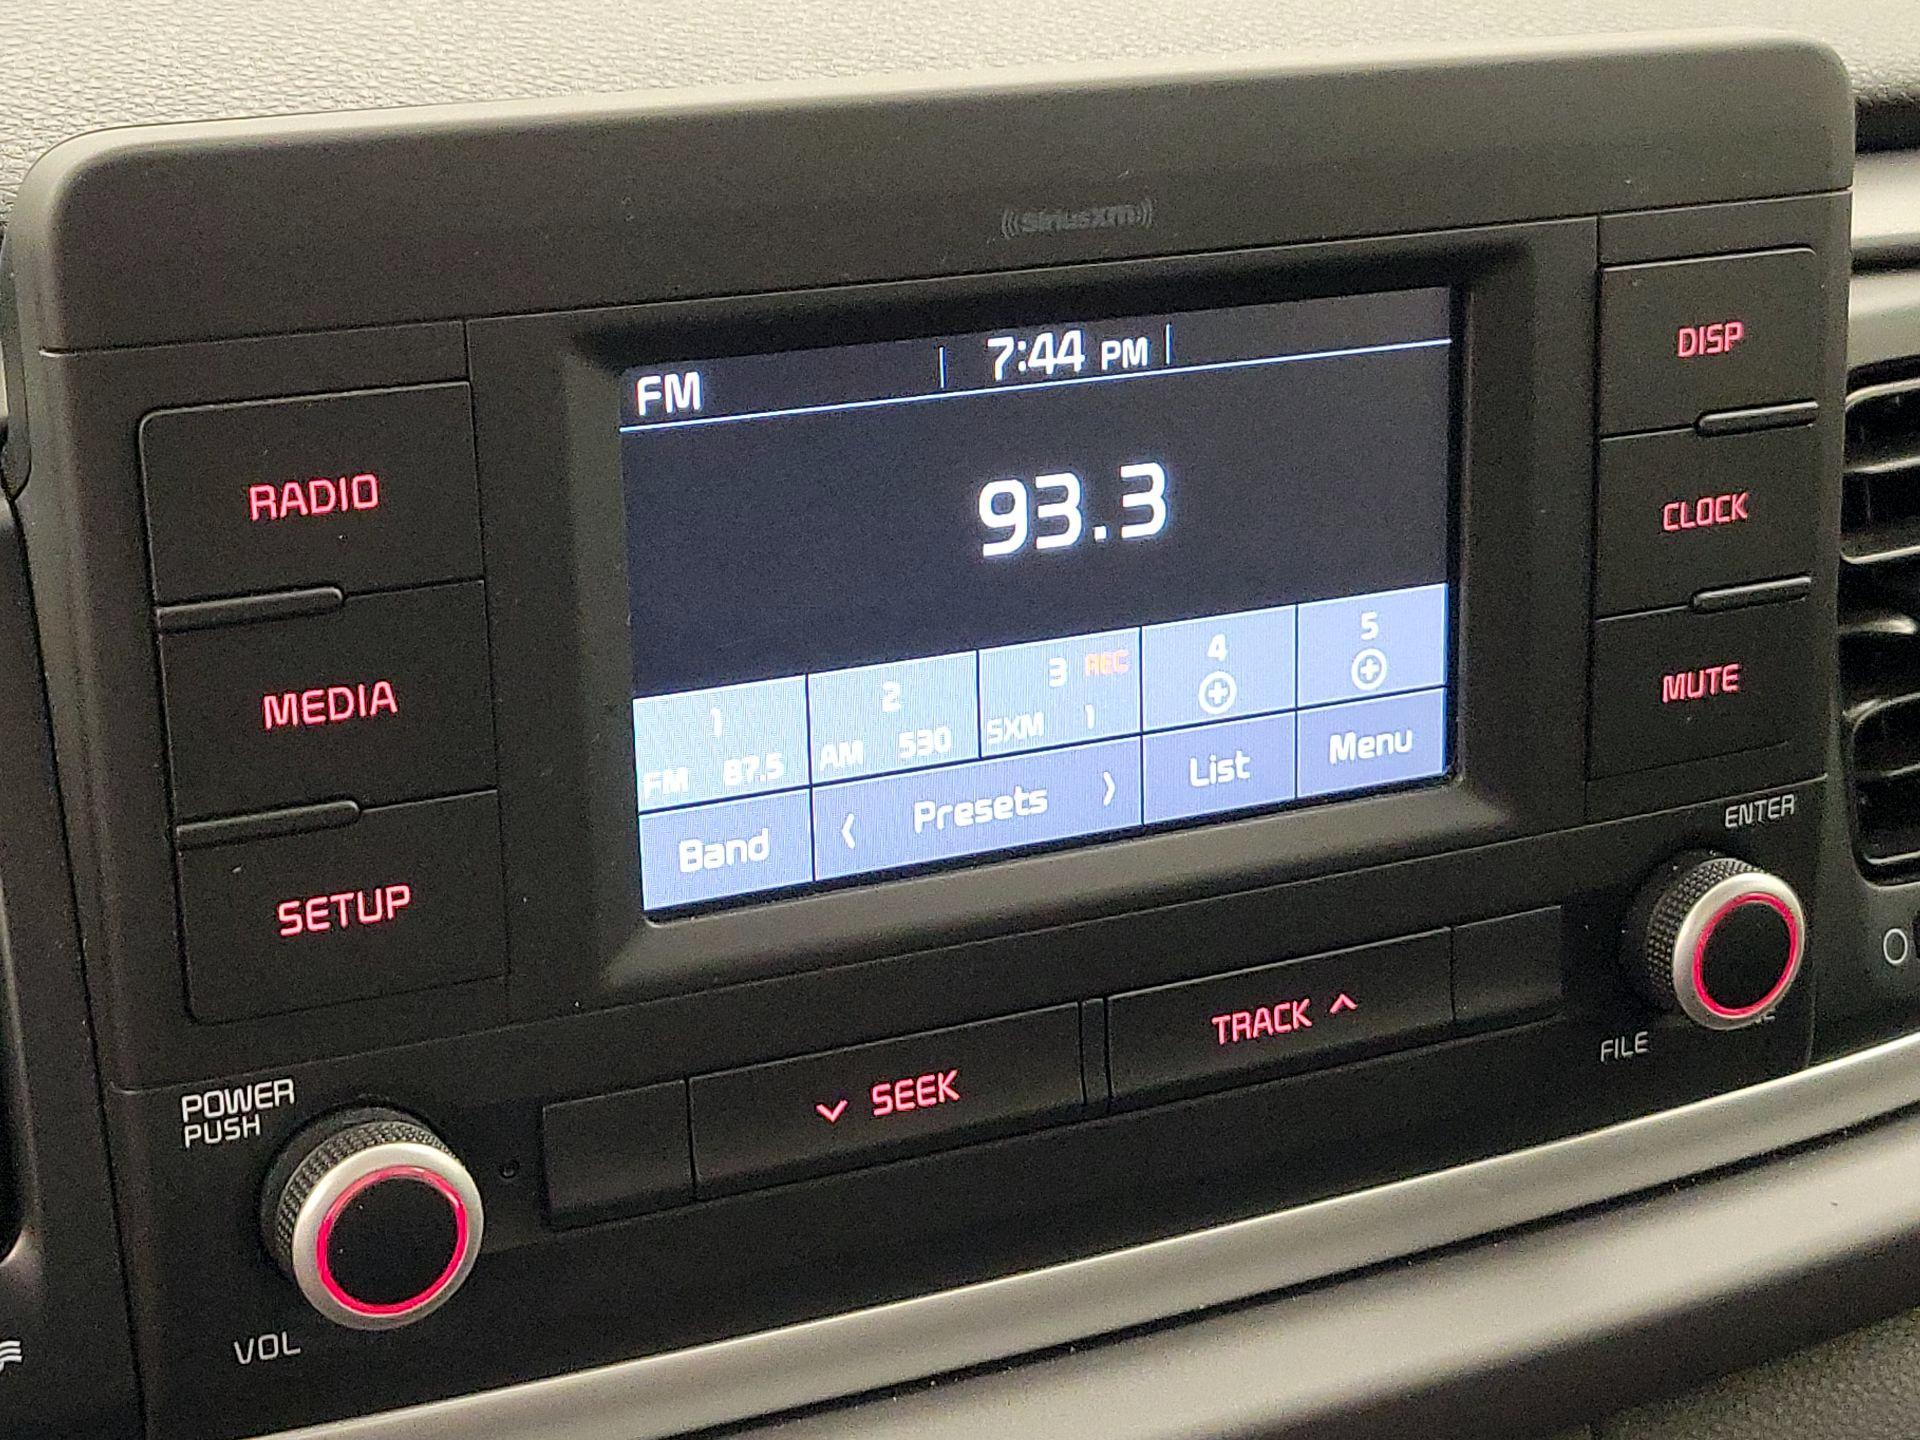 ((SiriusXM))
FM 7:44 PM
93.3
1 FM 87.5
2 AM 530
3 REC SXM 1
4
5
Band
< Presets >
List
Menu
RADIO
MEDIA
SETUP
DISP
CLOCK
MUTE
POWER
PUSH
VOL
SEEK
TRACK
ENTER
FILE